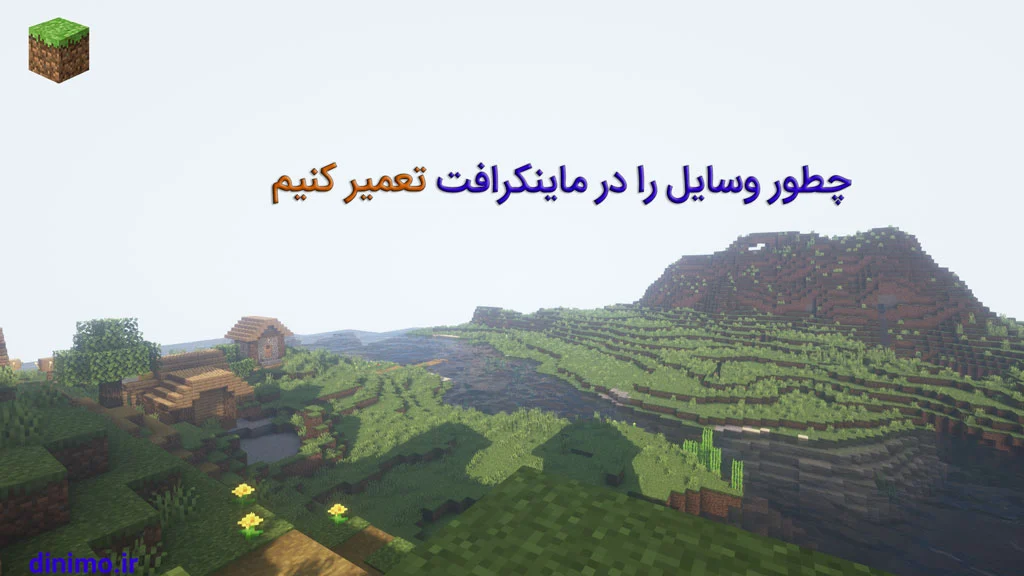 چطور وسایل را در ماینکرافت تعمیر کنیم
dinimo.ir